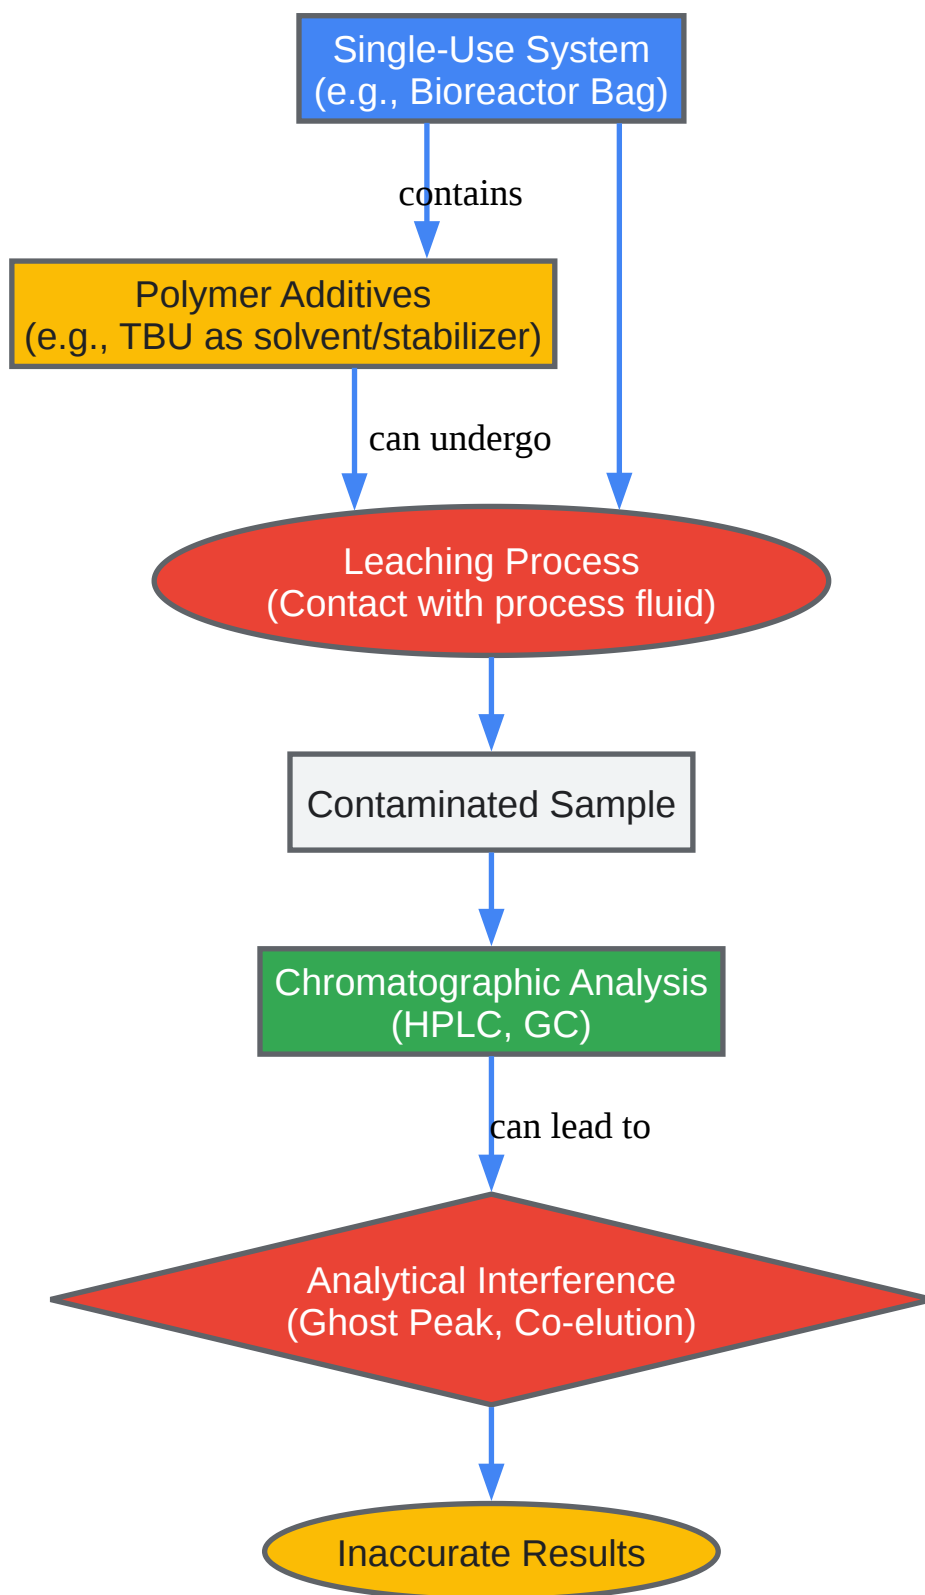 Single-Use System
(e.g., Bioreactor Bag)
contains
Polymer Additives
(e.g., TBU as solvent/stabilizer)
can undergo
Leaching Process
(Contact with process fluid)
Contaminated Sample
Chromatographic Analysis
(HPLC, GC)
can lead to
Analytical Interference
(Ghost Peak, Co-elution)
Inaccurate Results